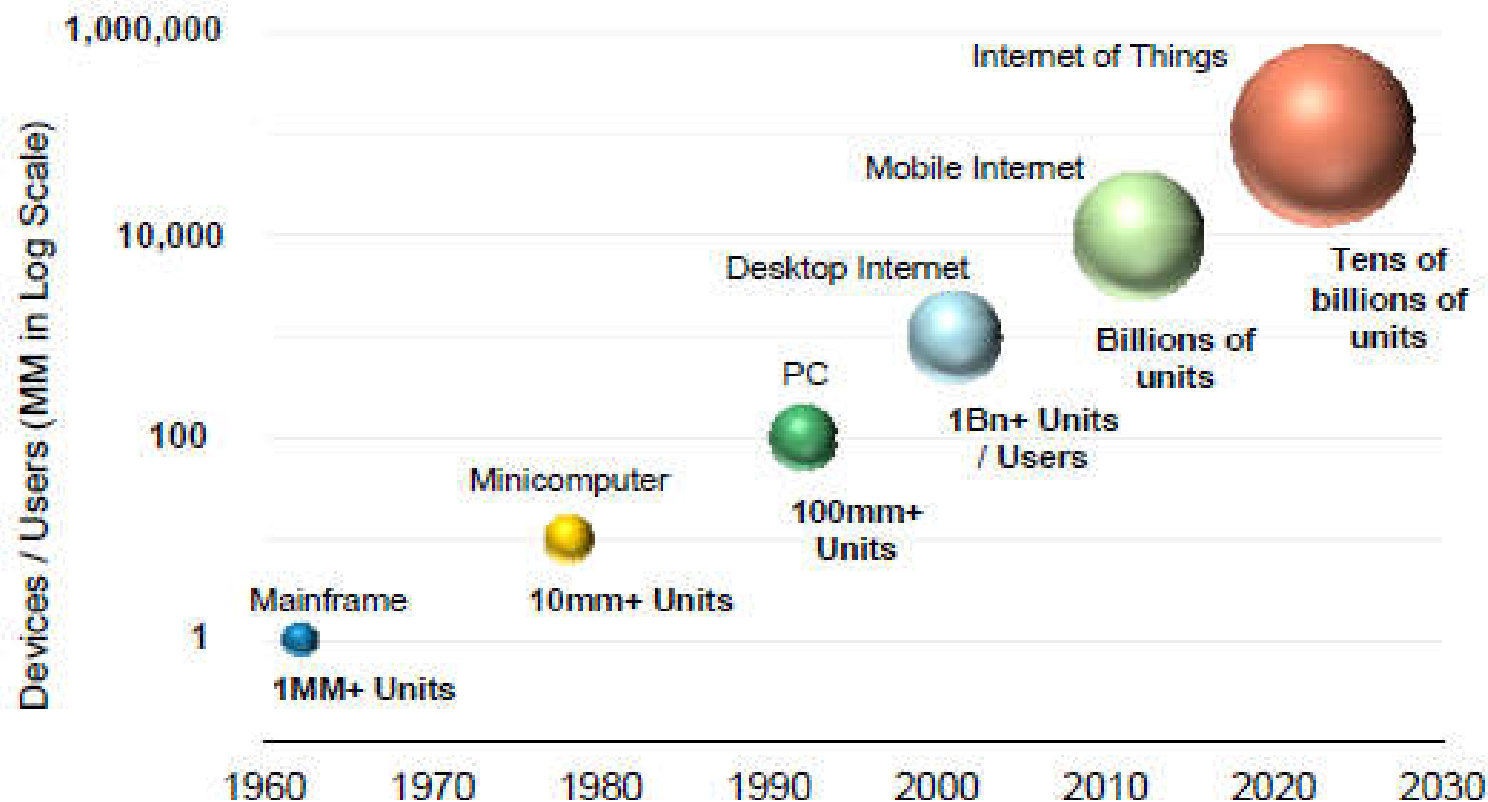 1,000,000
Internet of Things
Mobile Internet
10,000
Tens of
billions of
units
Desktop Internet
Billions of
units
PC
1Bn+ Units
/ Users
100
Minicomputer
100mm+
Units
Mainframe
10mm+ Units
1
1MM+ Units
Devices / Users (MM in Log Scale)
1960 1970 1980 1990 2000 2010 2020 2030